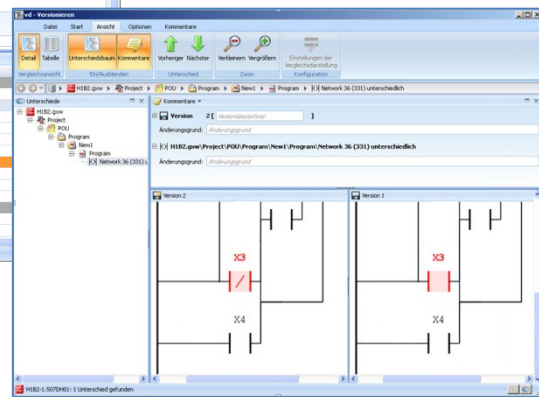 vd - Versionieren
Datei Start Ansicht Optionen Kommentare
Detail Tabelle Unterschiedsbaum Kommentare Vorheriger Nächster Verkleinern Vergrößern Einstellungen der Vergleichsdarstellung
Vergleichsansicht Ein/Ausblenden Unterschied Zoom Konfiguration
H1B2.gxw Project POU Program New1 Program Network 36 (331) unterschiedlich
Unterschiede
H1B2.gxw
Project
POU
Program
New1
Program
Network 36 (331) u
Kommentare
Version 2 [ Versionsbezeichner ]
Änderungsgrund: Änderungsgrund
H1B2.gxw\Project\POU\Program\New1\Program\Network 36 (331) unterschiedlich
Änderungsgrund: Änderungsgrund
Version 2
X3
X4
Version 1
X3
X4
H1B2-1.507DH01: 1 Unterschied gefunden